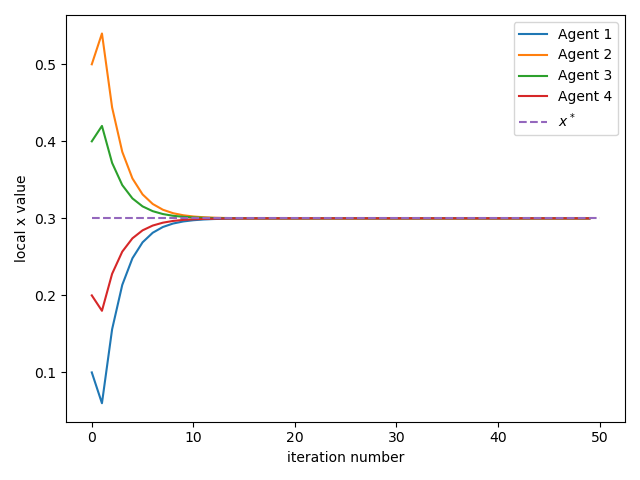 0.5
0.4
0.3
0.2
0.1
local x value
0
10
20
30
40
50
iteration number
Agent 1
Agent 2
Agent 3
Agent 4
x*